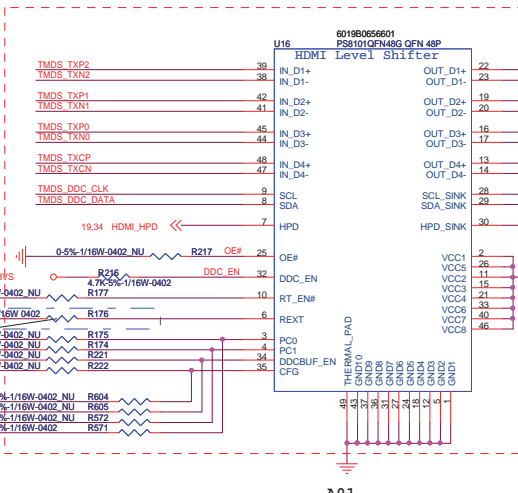 6019B0656601
U16 PS8101QFN48G QFN 48P
HDMI Level Shifter
TMDS_TXP2 39 IN_D1+ OUT_D1+ 22
TMDS_TXN2 38 IN_D1- OUT_D1- 23
TMDS_TXP1 42 IN_D2+ OUT_D2+ 19
TMDS_TXN1 41 IN_D2- OUT_D2- 20
TMDS_TXP0 45 IN_D3+ OUT_D3+ 16
TMDS_TXN0 44 IN_D3- OUT_D3- 17
TMDS_TXCP 48 IN_D4+ OUT_D4+ 13
TMDS_TXCN 47 IN_D4- OUT_D4- 14
TMDS_DDC_CLK 9 SCL SCL_SINK 28
TMDS_DDC_DATA 8 SDA SDA_SINK 29
19,34 HDMI_HPD 7 HPD HPD_SINK 30
0-5%-1/16W-0402_NU R217 OE# 25 OE# VCC1 2
VCC5 26
R216 DDC_EN 32 DDC_EN VCC2 11
4.7K-5%-1/16W-0402 VCC3 15
-0402_NU R177 10 RT_EN# VCC4 21
VCC6 33
/16W 0402 R176 6 REXT VCC7 40
VCC8 46
-0402_NU R175 3 PC0
-0402_NU R174 4 PC1
-0402_NU R221 34 DDCBUF_EN
-0402_NU R222 35 CFG
THERMAL_PAD GND10 GND9 GND8 GND7 GND6 GND5 GND4 GND3 GND2 GND1
49 43 37 36 31 27 24 18 12 5 1
%-1/16W-0402_NU R604
%-1/16W-0402_NU R605
%-1/16W-0402_NU R572
%-1/16W-0402 R571